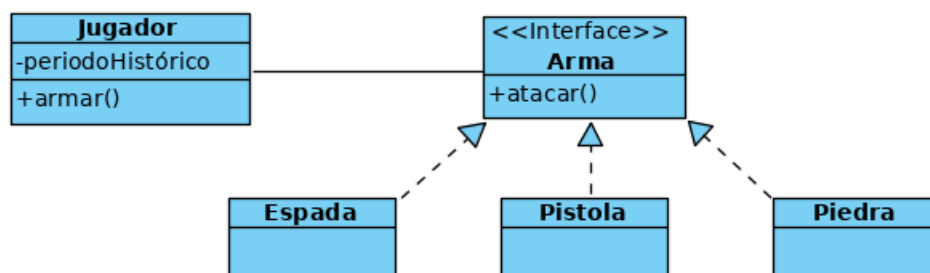 Jugador
-periodoHistórico
+armar()
<<Interface>>
Arma
+atacar()
Espada
Pistola
Piedra